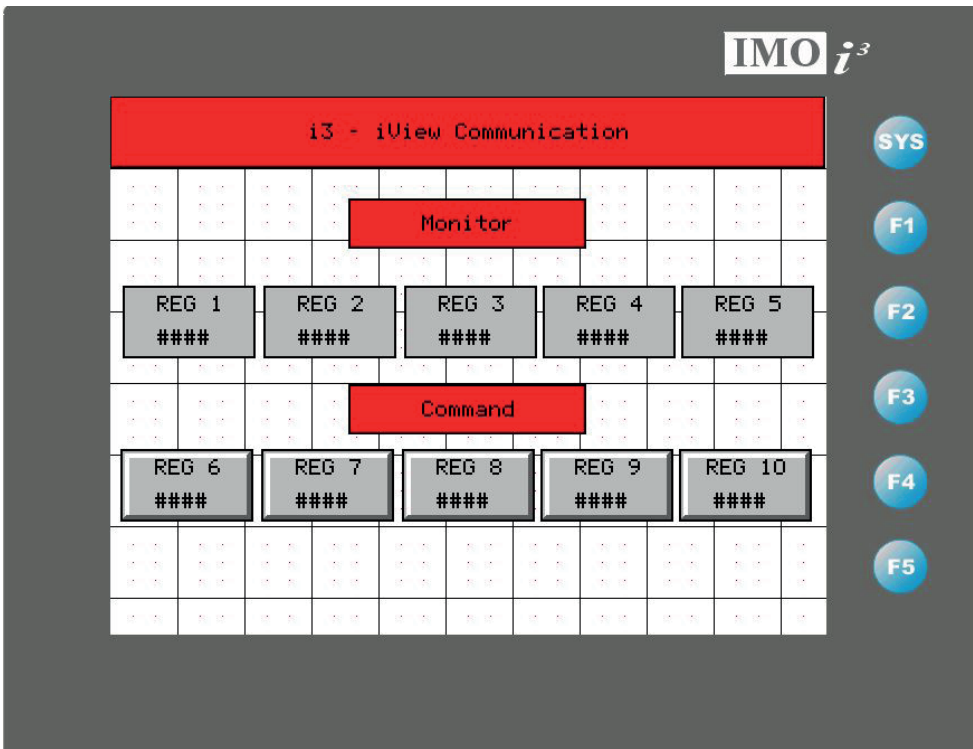 IMO i³
i3 - iView Communication
SYS
Monitor
F1
REG 1 REG 2 REG 3 REG 4 REG 5
#### #### #### #### ####
F2
Command
F3
REG 6 REG 7 REG 8 REG 9 REG 10
#### #### #### #### ####
F4
F5